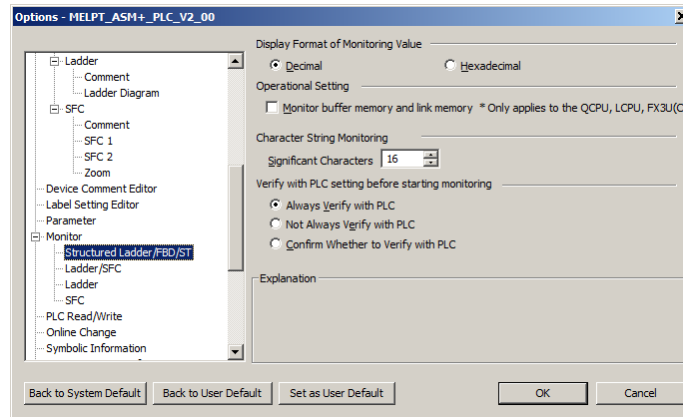 Options - MELPT_ASM+_PLC_V2_00
Ladder
Comment
Ladder Diagram
SFC
Comment
SFC 1
SFC 2
Zoom
Device Comment Editor
Label Setting Editor
Parameter
Monitor
Structured Ladder/FBD/ST
Ladder/SFC
Ladder
SFC
PLC Read/Write
Online Change
Symbolic Information
Display Format of Monitoring Value
Decimal Hexadecimal
Operational Setting
Monitor buffer memory and link memory * Only applies to the QCPU, LCPU, FX3U(C
Character String Monitoring
Significant Characters 16
Verify with PLC setting before starting monitoring
Always Verify with PLC
Not Always Verify with PLC
Confirm Whether to Verify with PLC
Explanation
Back to System Default Back to User Default Set as User Default OK Cancel